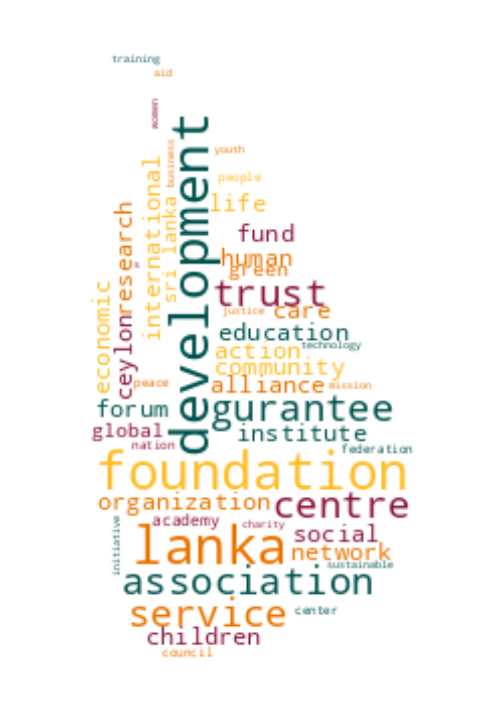 training
aid
women
development
youth
business
international
people
sri lanka
life
research
fund
human
green
economic
trust
justice
care
ceylon
education
technology
action
community
peace
alliance
mission
forum
gurantee
global
institute
nation
federation
foundation
organization
centre
academy
charity
initiative
lanka
social
network
sustainable
association
service
center
children
council